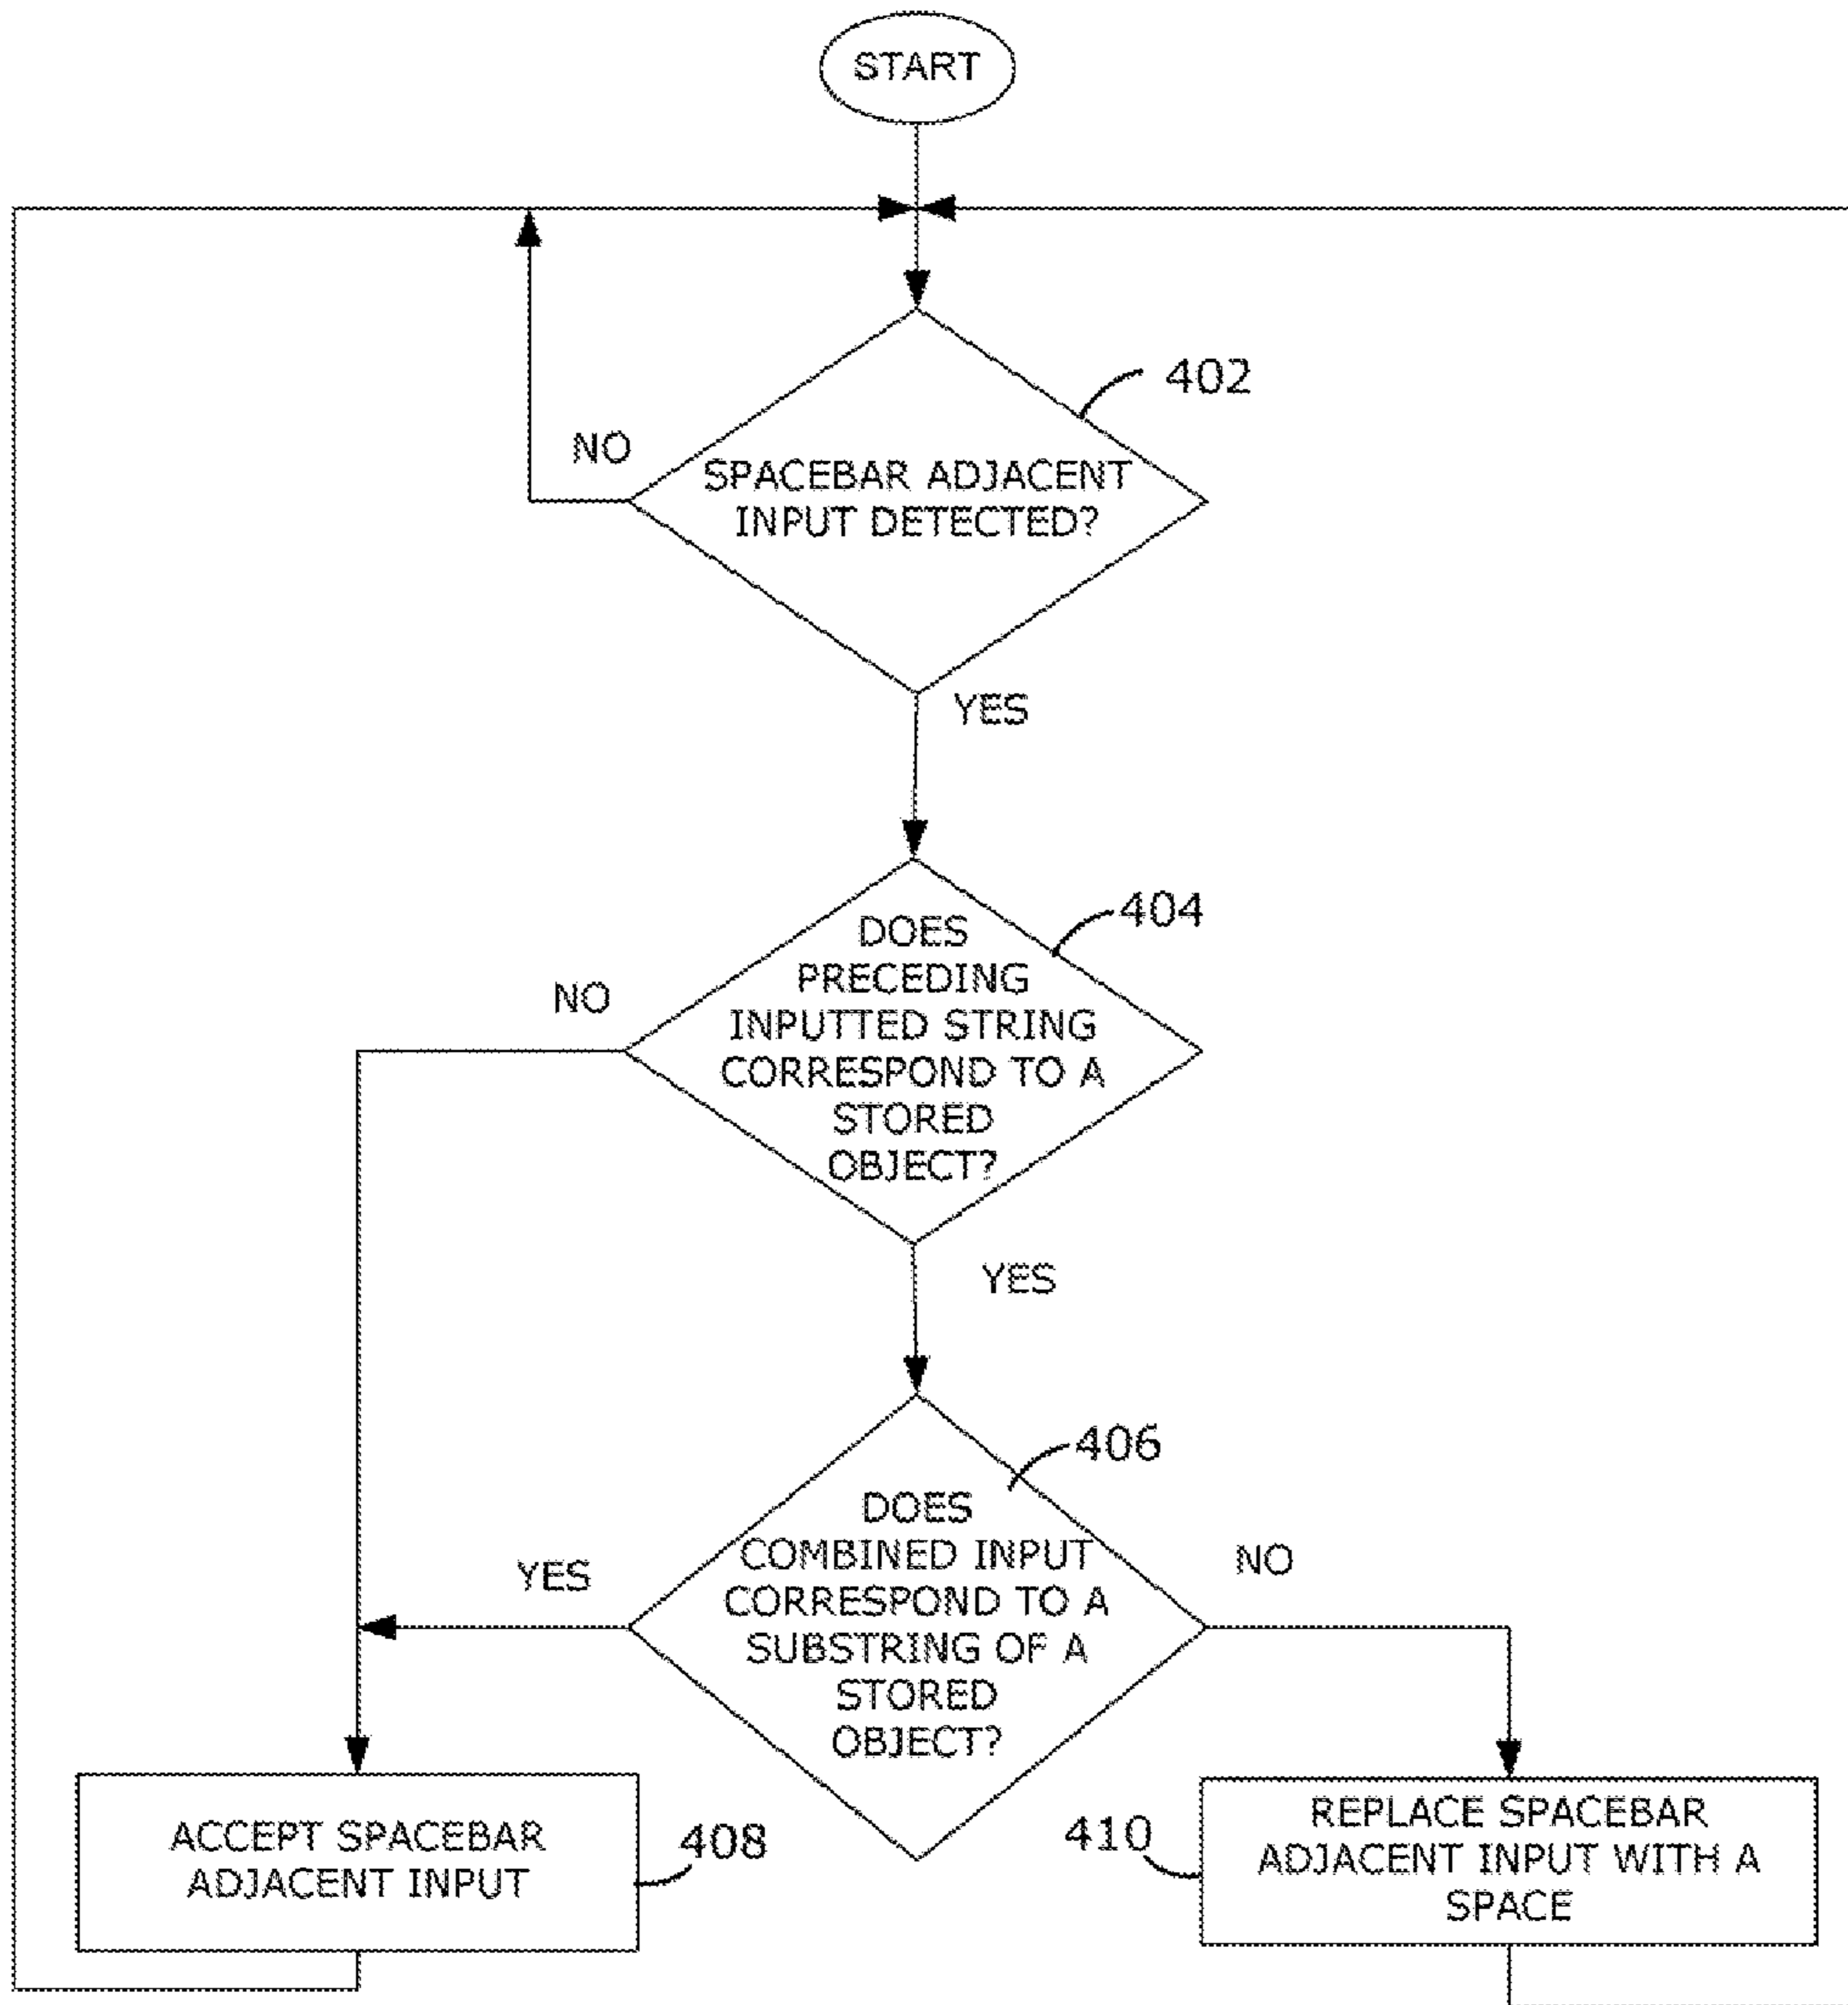 START
402
NO
SPACEBAR ADJACENT
INPUT DETECTED?
YES
404
DOES
PRECEDING
INPUTTED STRING
CORRESPOND TO A
STORED
OBJECT?
NO
YES
406
DOES
COMBINED INPUT
CORRESPOND TO A
SUBSTRING OF A
STORED
OBJECT?
YES
NO
ACCEPT SPACEBAR
ADJACENT INPUT
408
410
REPLACE SPACEBAR
ADJACENT INPUT WITH A
SPACE